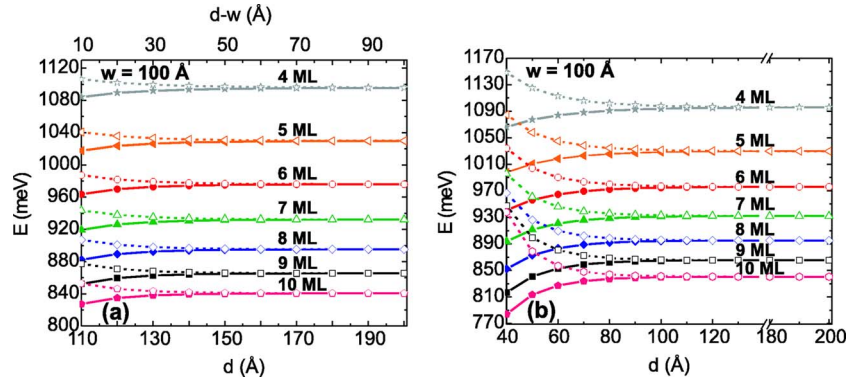 d-w (Å)
10 30 50 70 90
w = 100 Å
4 ML
5 ML
6 ML
7 ML
8 ML
9 ML
10 ML
(a)
E (meV)
1120
1080
1040
1000
960
920
880
840
800
110 130 150 170 190
d (Å)
w = 100 Å
4 ML
5 ML
6 ML
7 ML
8 ML
9 ML
10 ML
(b)
E (meV)
1170
1130
1090
1050
1010
970
930
890
850
810
770
40 60 80 100 120 180 200
d (Å)